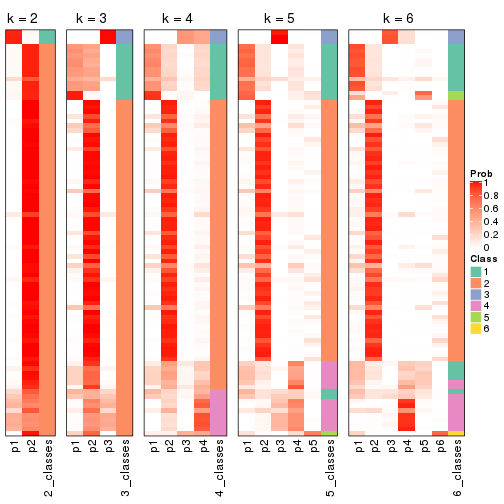 k = 2
k = 3
k = 4
k = 5
k = 6
Prob
1
0.8
0.6
0.4
0.2
0
Class
1
2
3
4
5
6
p1
p2
2_classes
p1
p2
p3
3_classes
p1
p2
p3
p4
4_classes
p1
p2
p3
p4
p5
5_classes
p1
p2
p3
p4
p5
p6
6_classes